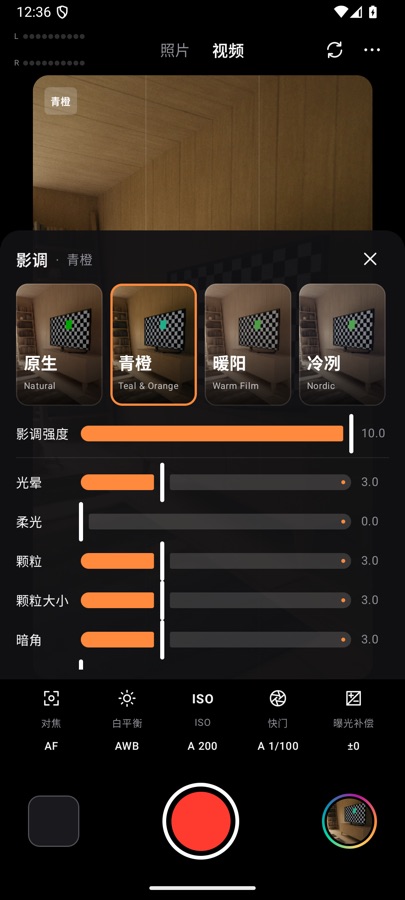 12:36
L
R
照片 视频
青橙
影调 · 青橙
原生 青橙 暖阳 冷冽
Natural Teal & Orange Warm Film Nordic
影调强度 10.0
光晕 3.0
柔光 0.0
颗粒 3.0
颗粒大小 3.0
暗角 3.0
ISO
对焦 白平衡 ISO 快门 曝光补偿
AF AWB A 200 A 1/100 ±0